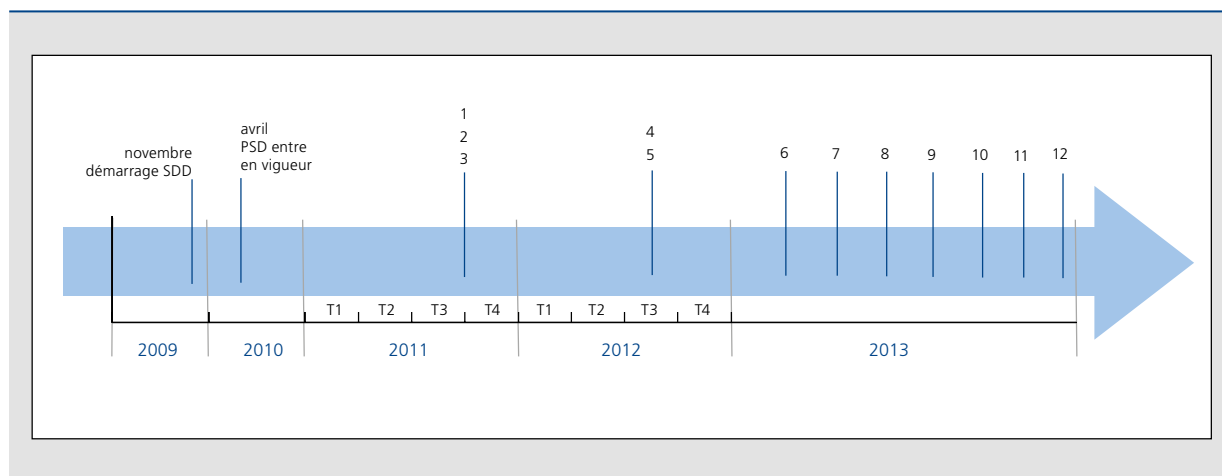 novembre
démarrage SDD
avril
PSD entre
en vigueur
1
2
3
4
5
6 7 8 9 10 11 12
T1 T2 T3 T4 T1 T2 T3 T4
2009 2010 2011 2012 2013